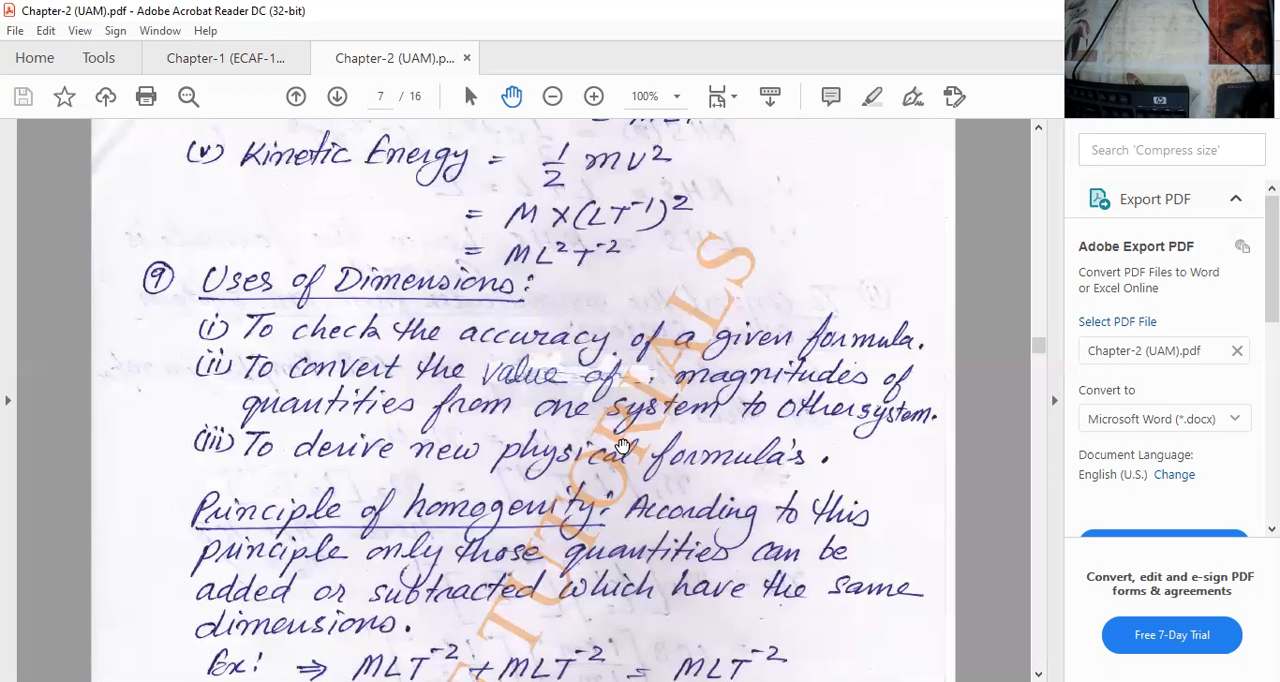 Chapter-2 (UAM).pdf - Adobe Acrobat Reader DC (32-bit)
File Edit View Sign Window Help
Home Tools Chapter-1 (ECAF-1... Chapter-2 (UAM).p... ×
7 / 16 100%
(v) Kinetic Energy = 1/2 mv²
= M X (LT⁻¹)²
= ML²T⁻²
⑨ Uses of Dimensions:
(i) To check the accuracy of a given formula.
(ii) To convert the value of magnitudes of
quantities from one system to other system.
(iii) To derive new physical formula's.
Principle of homogenity: According to this
principle only those quantities can be
added or subtracted which have the same
dimensions.
Ex: ⇒ MLT⁻² + MLT⁻² = MLT⁻²
TUTORIALS
hp
Search 'Compress size'
Export PDF
Adobe Export PDF
Convert PDF Files to Word
or Excel Online
Select PDF File
Chapter-2 (UAM).pdf
Convert to
Microsoft Word (*.docx)
Document Language:
English (U.S.) Change
Convert, edit and e-sign PDF
forms & agreements
Free 7-Day Trial